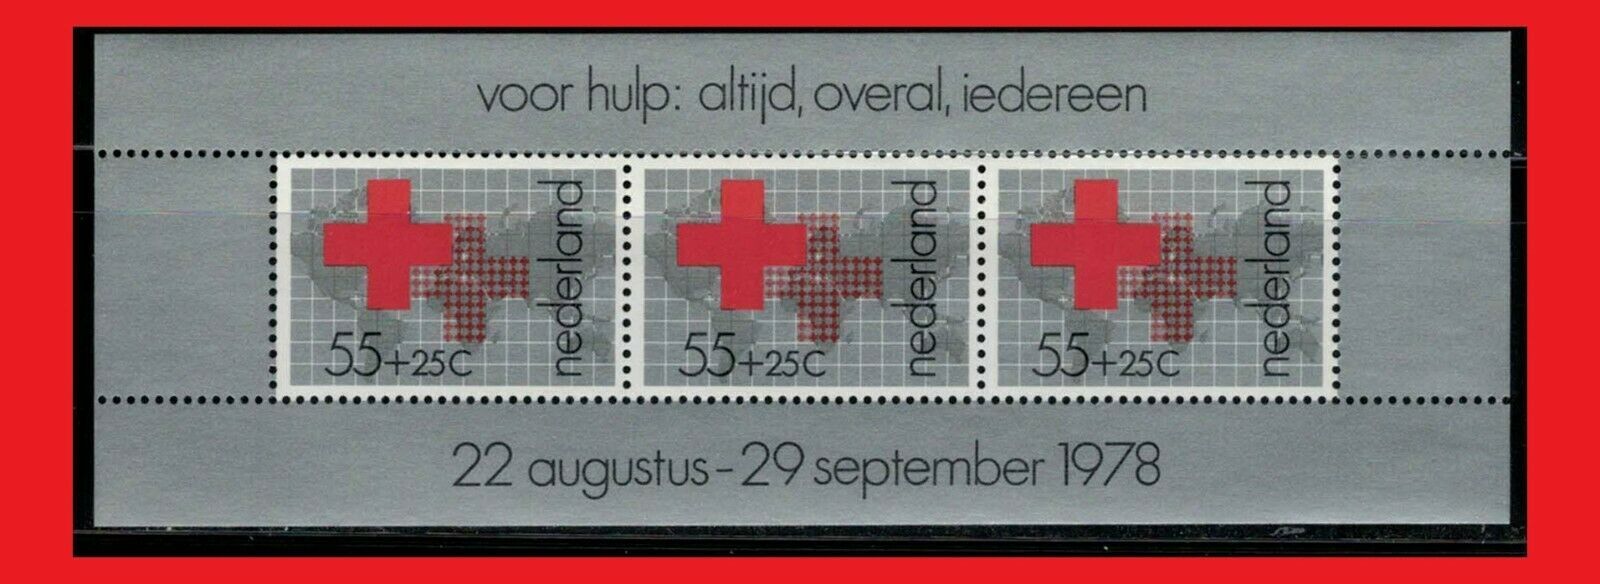 voor hulp: altijd, overal, iedereen
55+25C
nederland
55+25C
nederland
55+25C
nederland
22 augustus - 29 september 1978